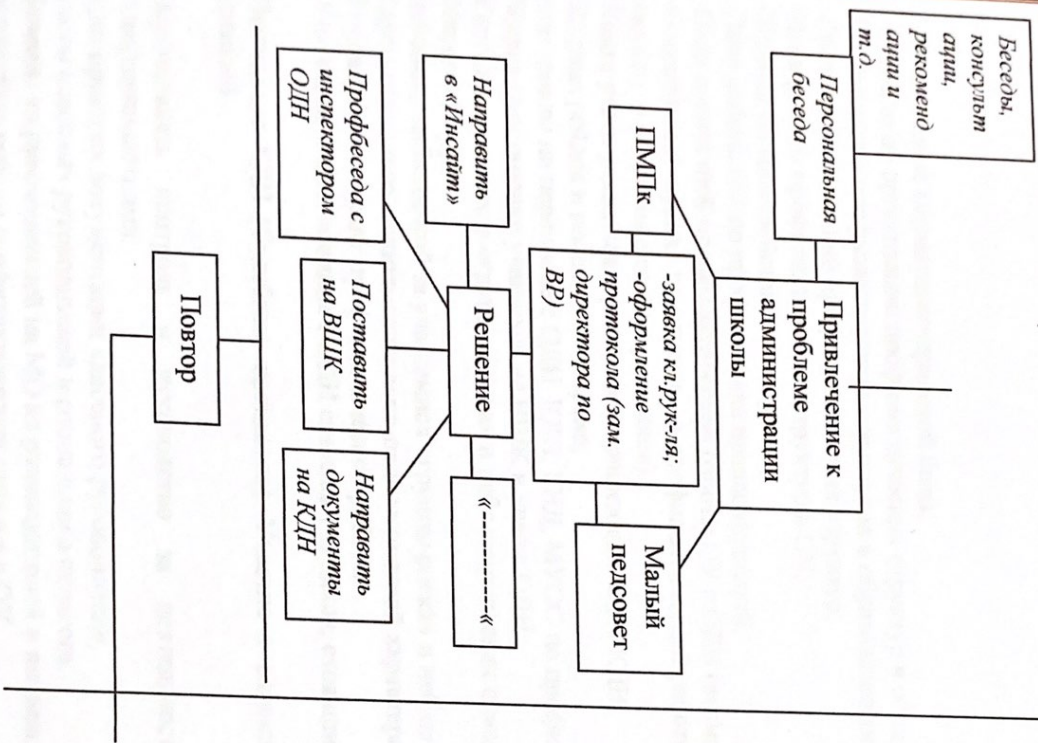 Беседы,
консульт
ации,
рекоменд
ации и
т.д.
Персональная
беседа
Привлечение к
проблеме
администрации
школы
ПМПк
-заявка кл.рук-ля;
-оформление
протокола (зам.
директора по
ВР)
Малый
педсовет
Направить
в «Инсайт»
Решение
«-----------«
Профбеседа с
инспектором
ОДН
Поставить
на ВШК
Направить
документы
на КДН
Повтор